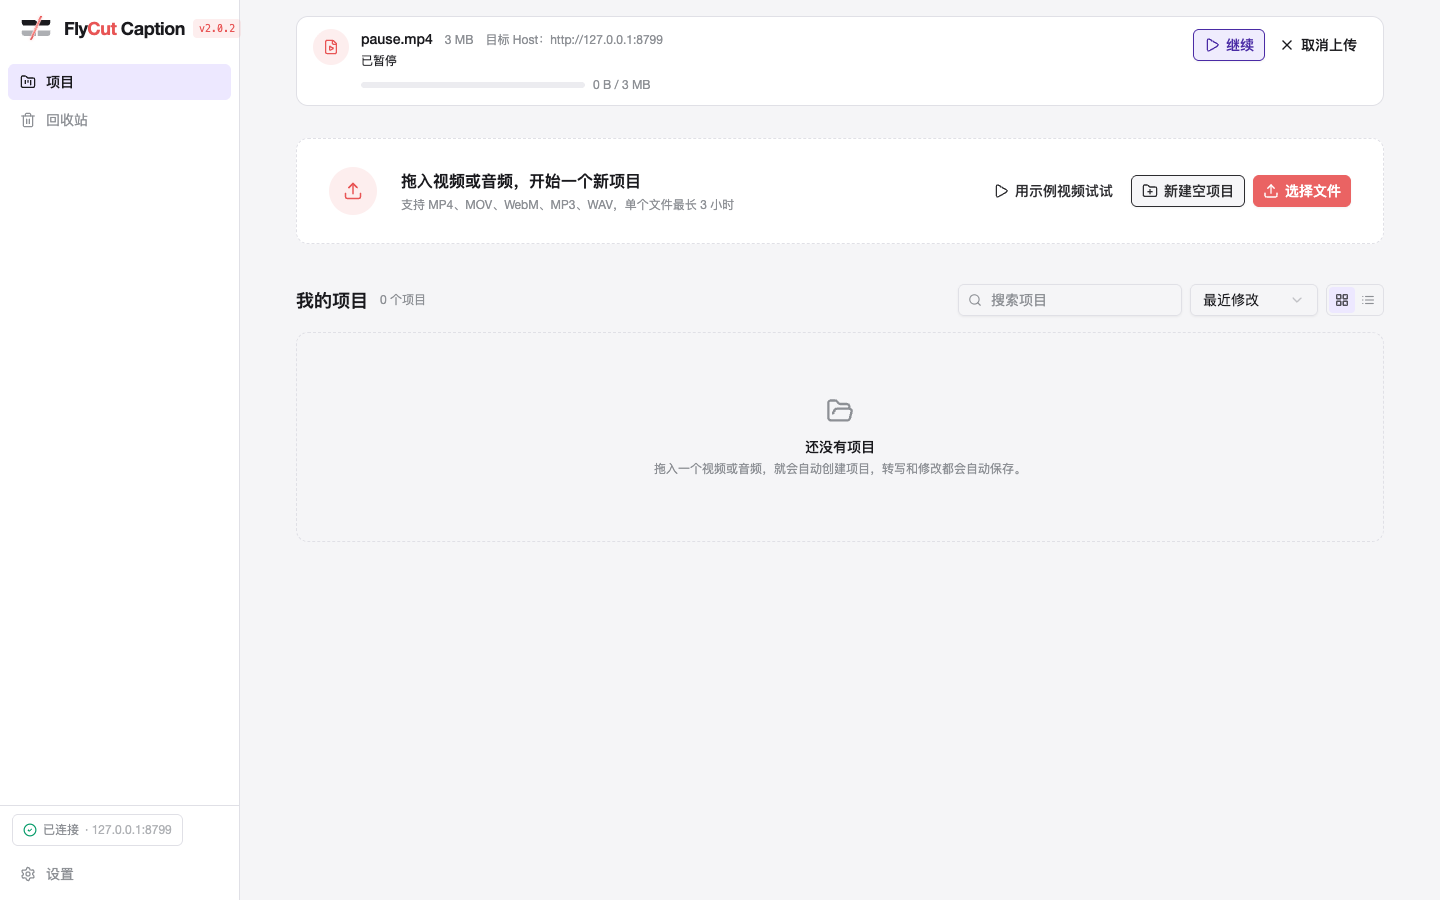 FlyCut Caption v2.0.2
项目
回收站
pause.mp4 3 MB 目标 Host：http://127.0.0.1:8799
已暂停
0 B / 3 MB
继续
取消上传
拖入视频或音频，开始一个新项目
支持 MP4、MOV、WebM、MP3、WAV，单个文件最长 3 小时
用示例视频试试
新建空项目
选择文件
我的项目 0 个项目
搜索项目
最近修改
还没有项目
拖入一个视频或音频，就会自动创建项目，转写和修改都会自动保存。
已连接 · 127.0.0.1:8799
设置